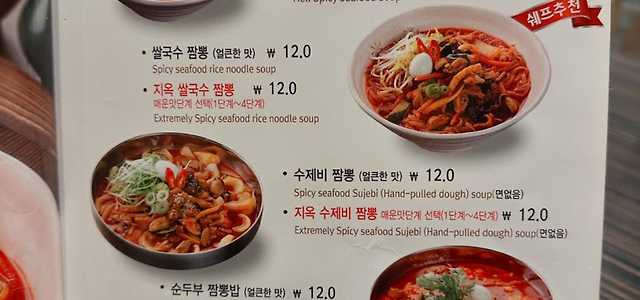 Hell Spicy seafood soup
쉐프추천
• 쌀국수 짬뽕 (얼큰한 맛) ₩ 12.0
Spicy seafood rice noodle soup
• 지옥 쌀국수 짬뽕 ₩ 12.0
매운맛단계 선택(1단계~4단계)
Extremely Spicy seafood rice noodle soup
• 수제비 짬뽕 (얼큰한 맛) ₩ 12.0
Spicy seafood Sujebi (Hand-pulled dough) soup(면없음)
• 지옥 수제비 짬뽕 매운맛단계 선택(1단계~4단계) ₩ 12.0
Extremely Spicy seafood Sujebi (Hand-pulled dough) soup(면없음)
• 순두부 짬뽕밥 (얼큰한 맛) ₩ 12.0